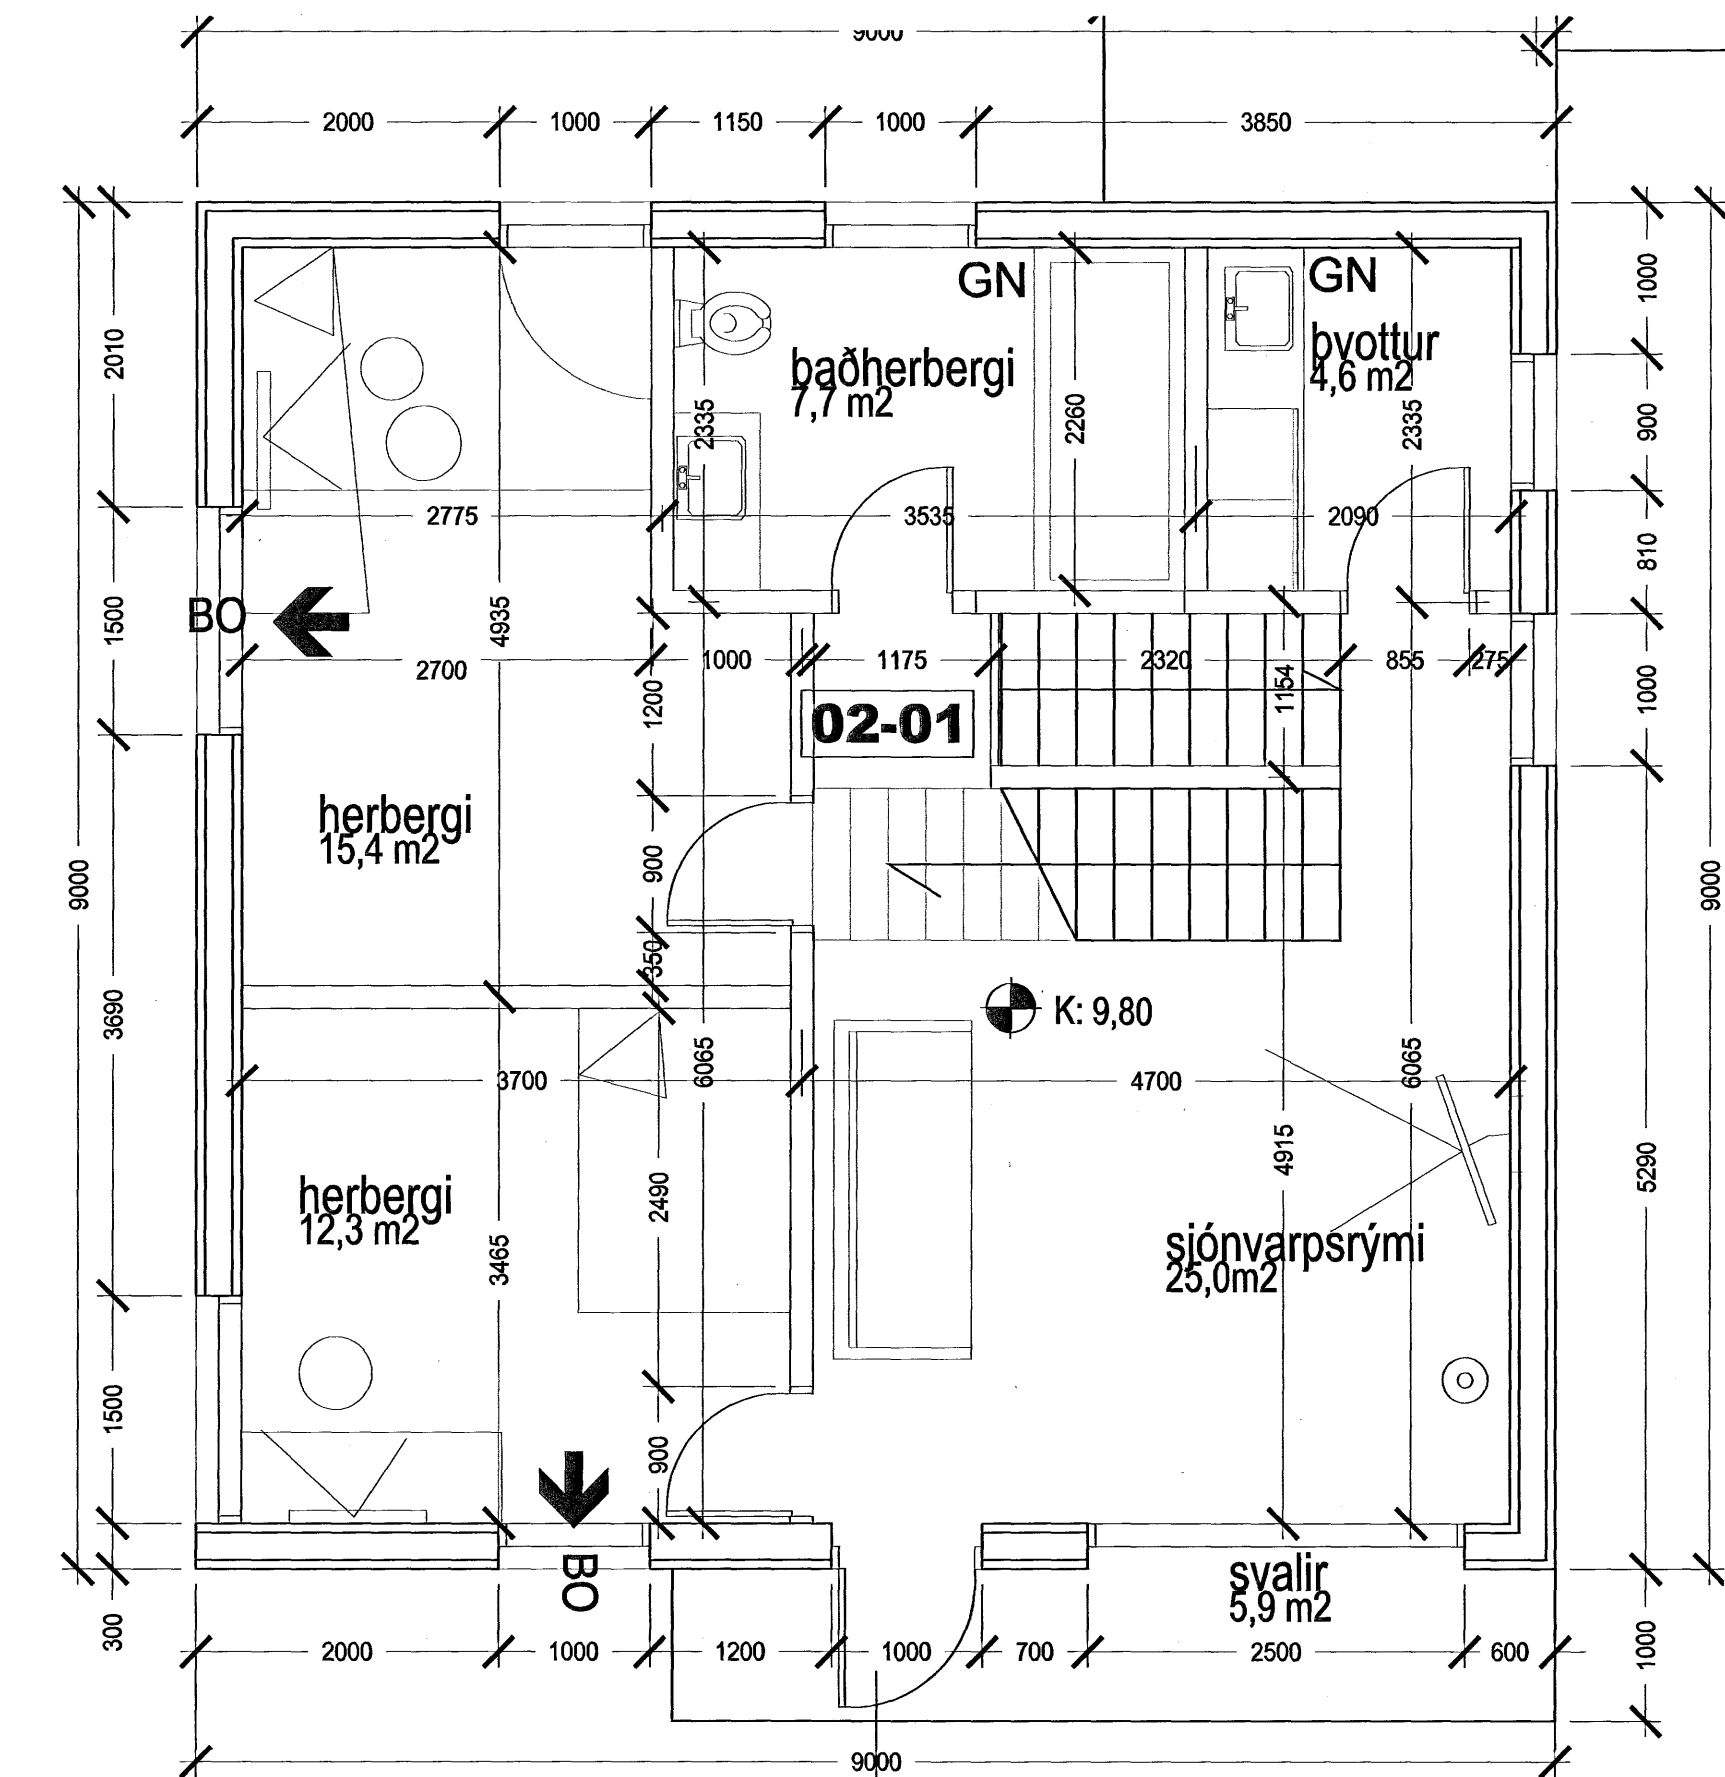 9000
2000 1000 1150 1000 3850
GN
GN
baðherbergi
7,7 m2
þvottur
4,6 m2
2010
2335
2260
2335
1000
900
2775 3535 2090
810
BO
1500
4935
2700 1000 1175 2320 855 275
1200
1154
1000
02-01
herbergi
15,4 m2
900
9000
9000
350
K: 9,80
3690
6065
6065
3700 4700
4915
5290
herbergi
12,3 m2
2490
3465
sjónvarpsrými
25,0m2
1500
900
BO
svalir
5,9 m2
300
1000
2000 1000 1200 1000 700 2500 600
9000